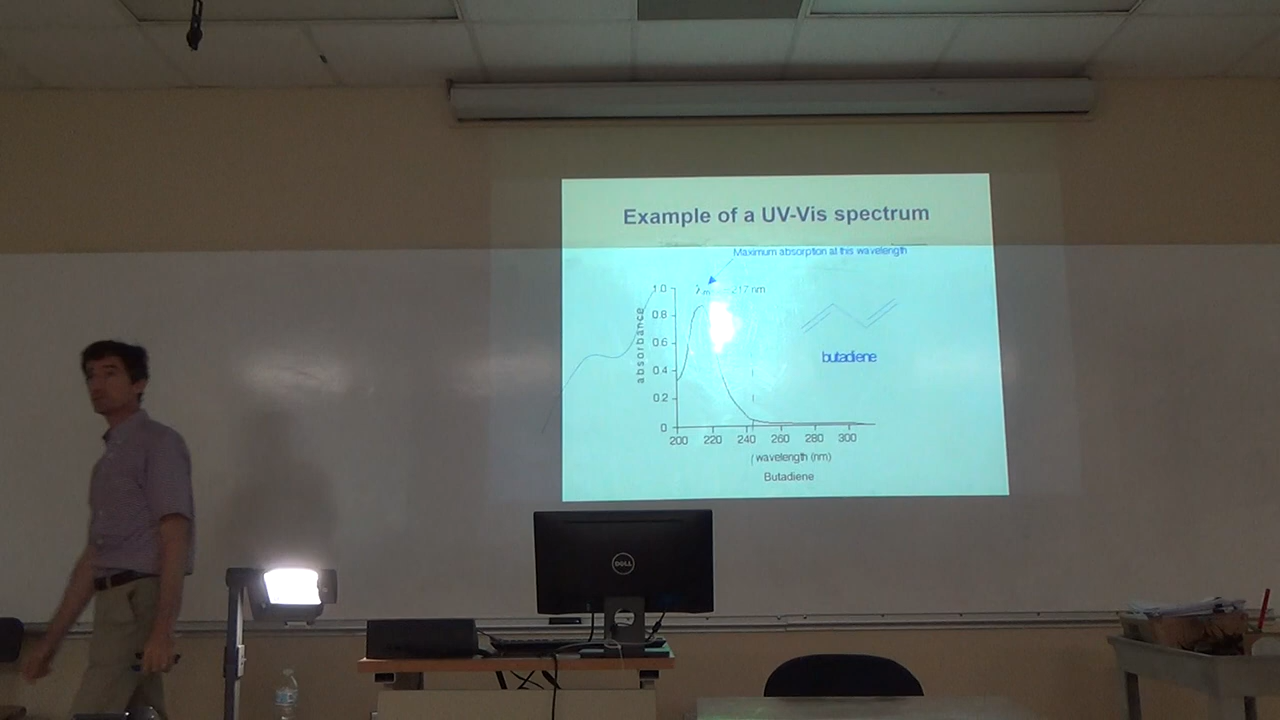 Example of a UV-Vis spectrum
Maximum absorption at this wavelength
217 nm
1.0
0.8
0.6
0.4
0.2
0
absorbance
butadiene
200 220 240 260 280 300
wavelength (nm)
Butadiene
DELL